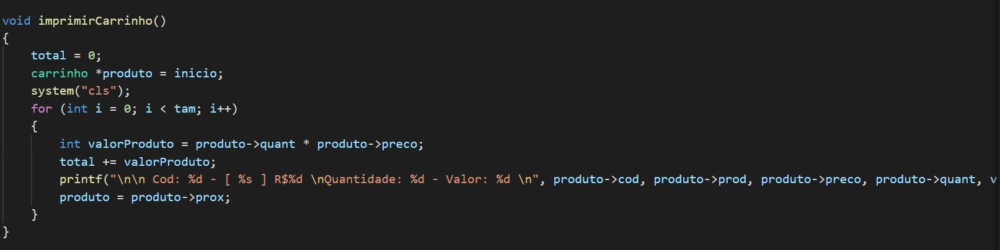 void imprimirCarrinho()
{
    total = 0;
    carrinho *produto = inicio;
    system("cls");
    for (int i = 0; i < tam; i++)
    {
        int valorProduto = produto->quant * produto->preco;
        total += valorProduto;
        printf("\n\n Cod: %d - [ %s ] R$%d \nQuantidade: %d - Valor: %d \n", produto->cod, produto->prod, produto->preco, produto->quant, v
        produto = produto->prox;
    }
}